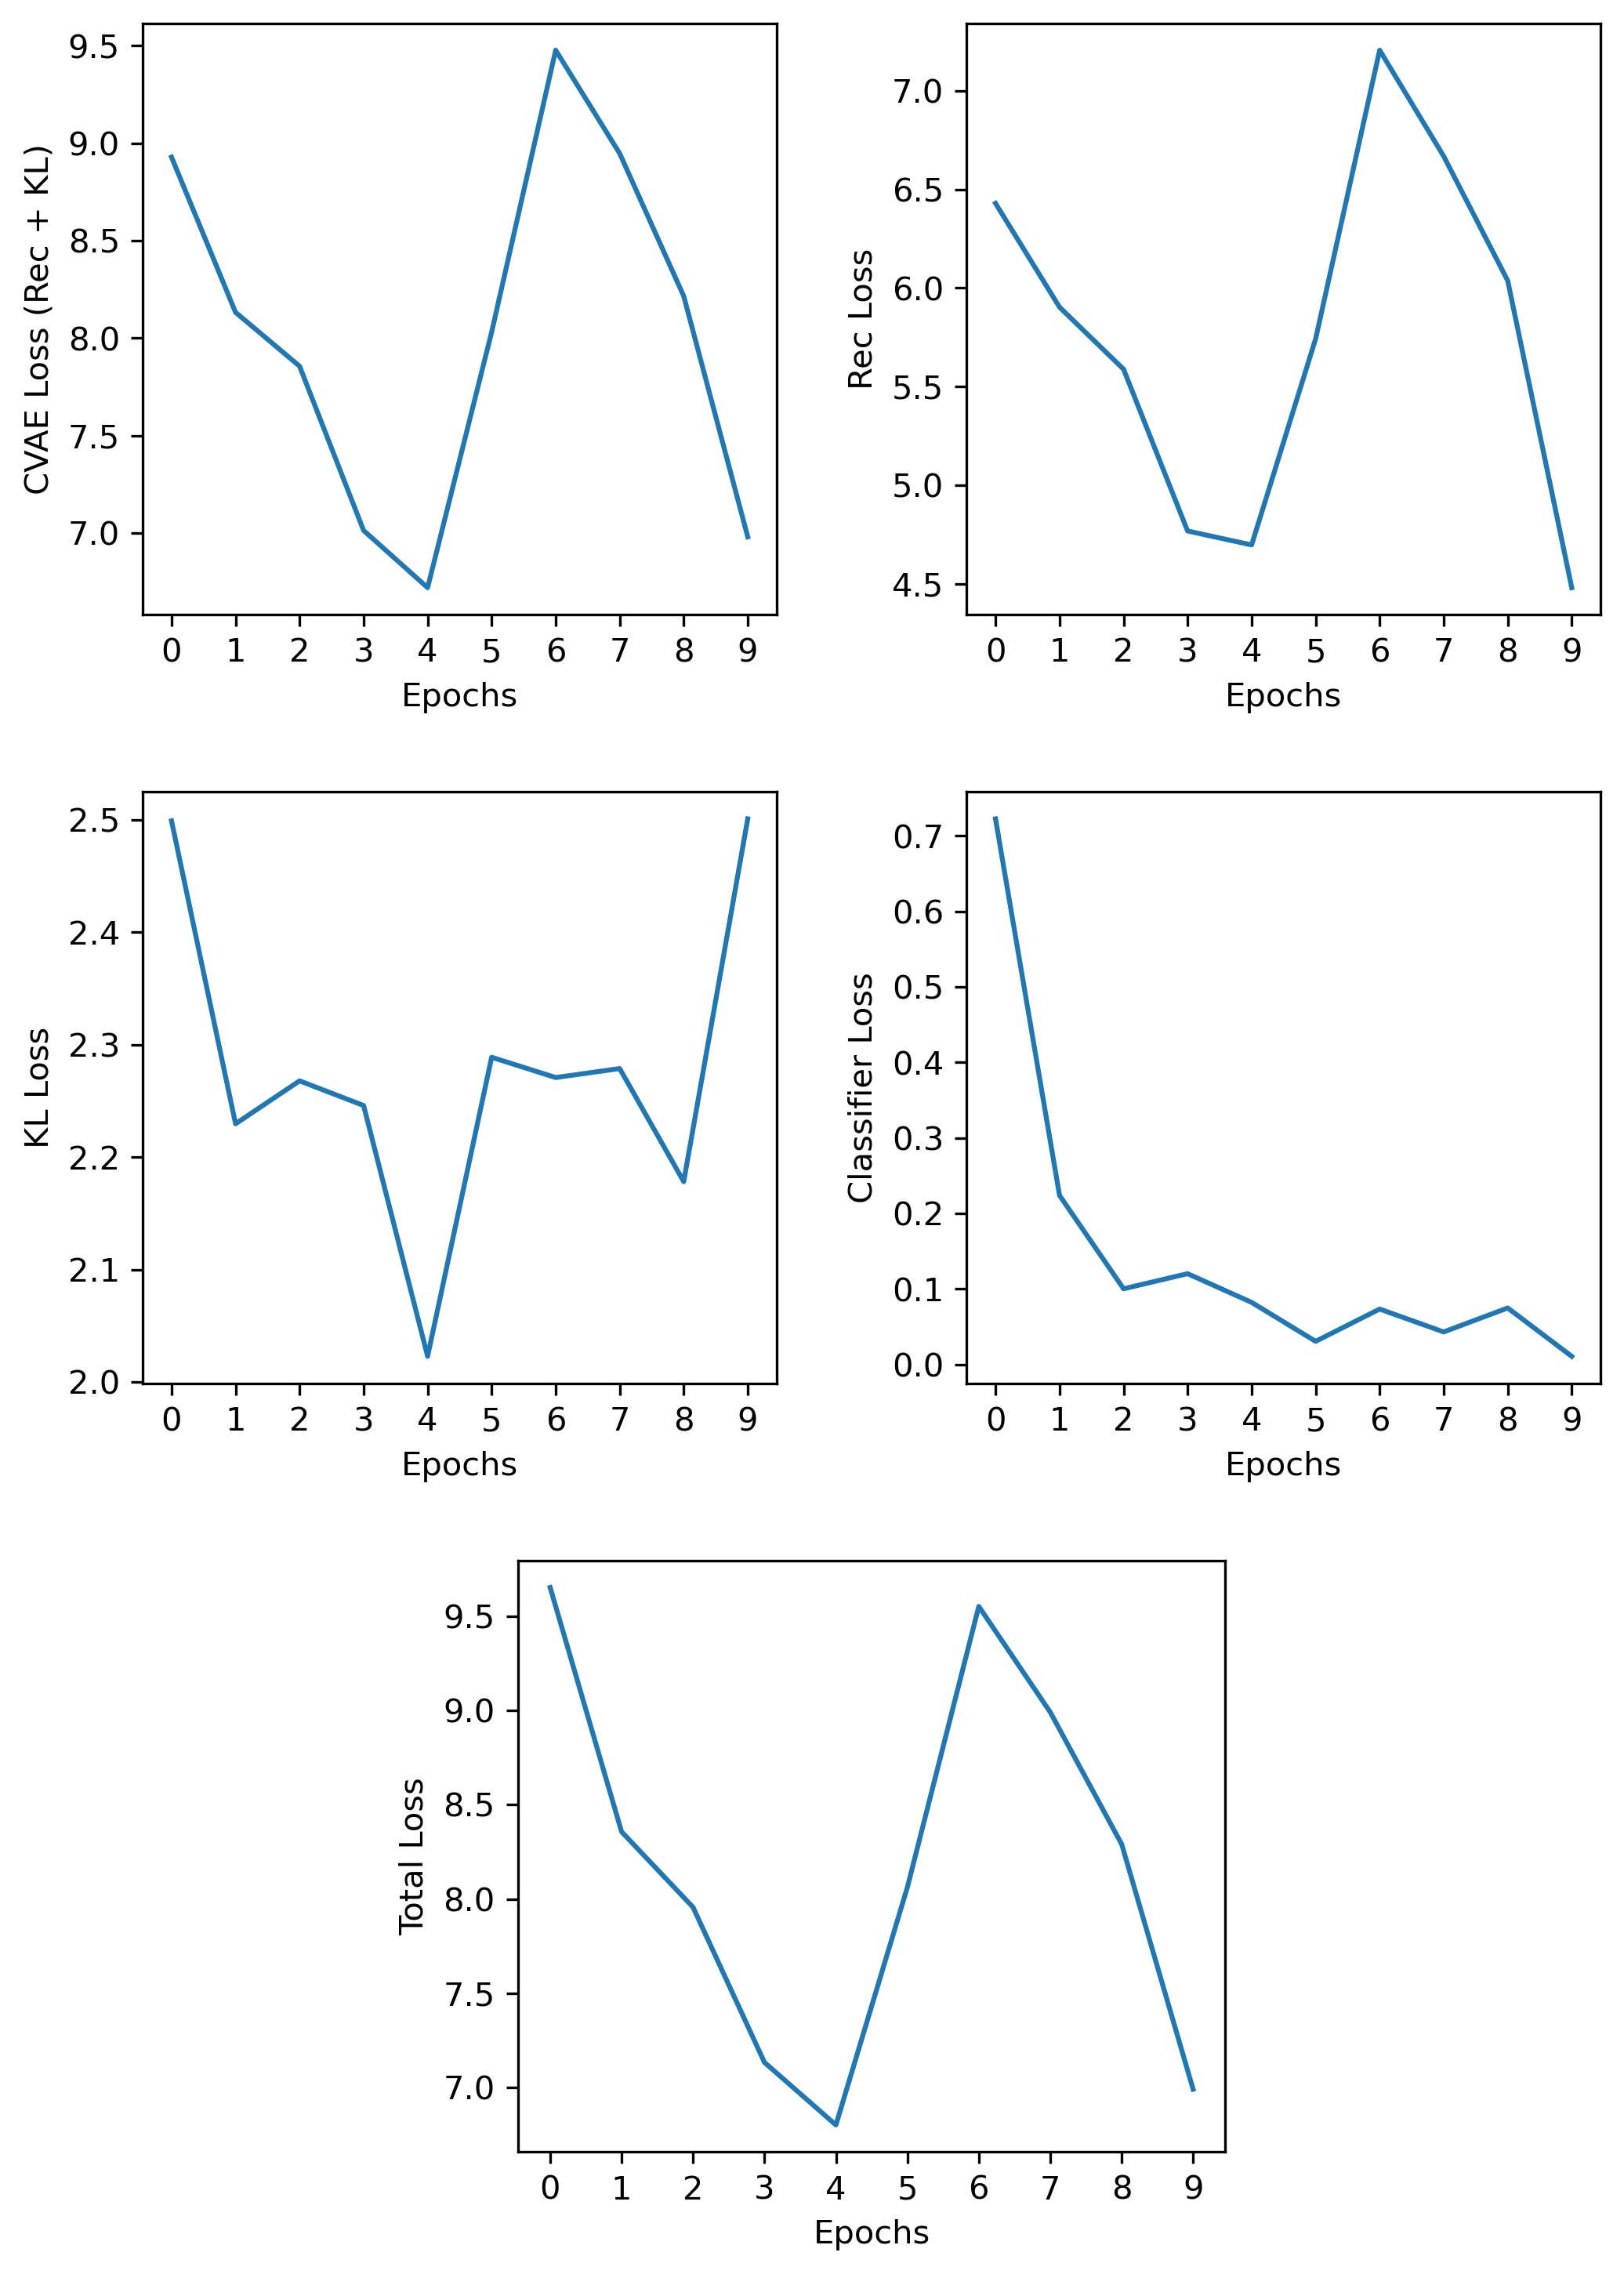 CVAE Loss (Rec + KL)
9.5
9.0
8.5
8.0
7.5
7.0
0 1 2 3 4 5 6 7 8 9
Epochs
Rec Loss
7.0
6.5
6.0
5.5
5.0
4.5
0 1 2 3 4 5 6 7 8 9
Epochs
KL Loss
2.5
2.4
2.3
2.2
2.1
2.0
0 1 2 3 4 5 6 7 8 9
Epochs
Classifier Loss
0.7
0.6
0.5
0.4
0.3
0.2
0.1
0.0
0 1 2 3 4 5 6 7 8 9
Epochs
Total Loss
9.5
9.0
8.5
8.0
7.5
7.0
0 1 2 3 4 5 6 7 8 9
Epochs